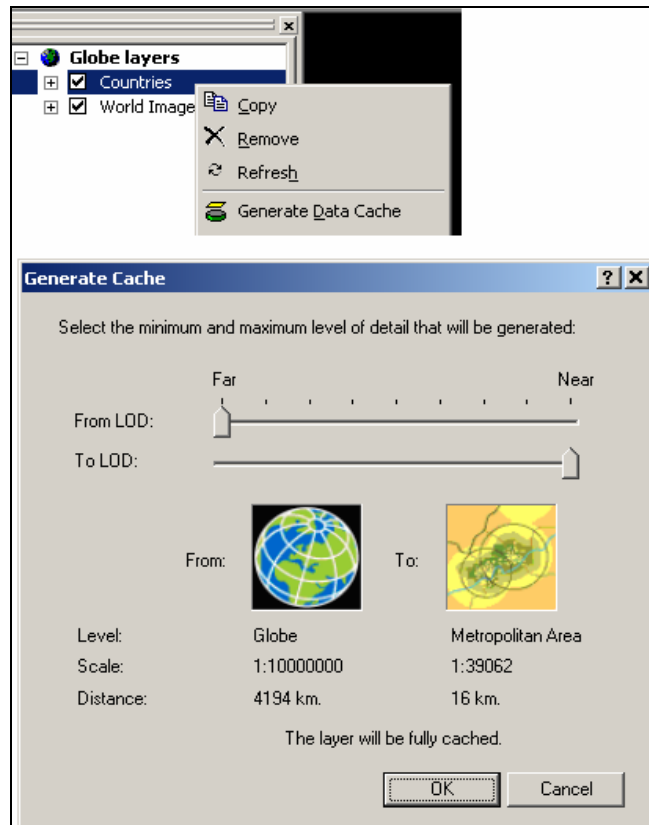 Globe layers
Countries
World Image
Copy
Remove
Refresh
Generate Data Cache
Generate Cache
Select the minimum and maximum level of detail that will be generated:
Far Near
From LOD:
To LOD:
From: To:
Level: Globe Metropolitan Area
Scale: 1:10000000 1:39062
Distance: 4194 km. 16 km.
The layer will be fully cached.
OK Cancel